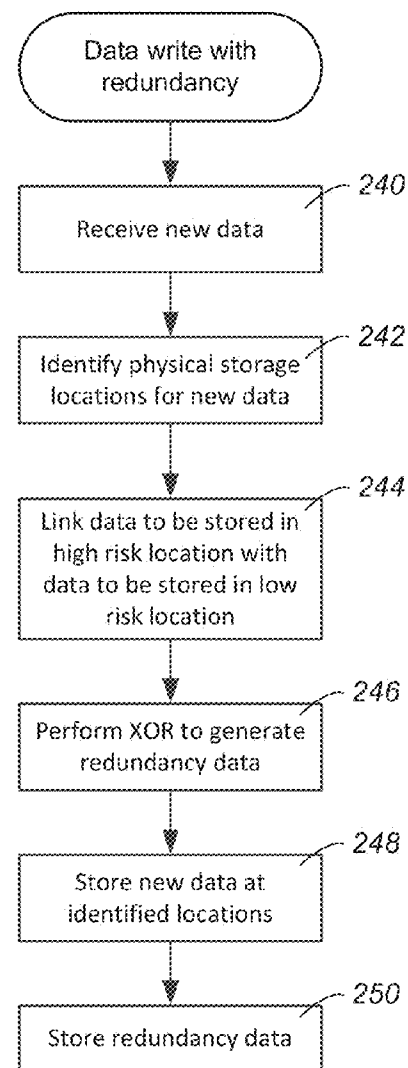 Data write with
redundancy
240
Receive new data
242
Identify physical storage
locations for new data
244
Link data to be stored in
high risk location with
data to be stored in low
risk location
246
Perform XOR to generate
redundancy data
248
Store new data at
identified locations
250
Store redundancy data